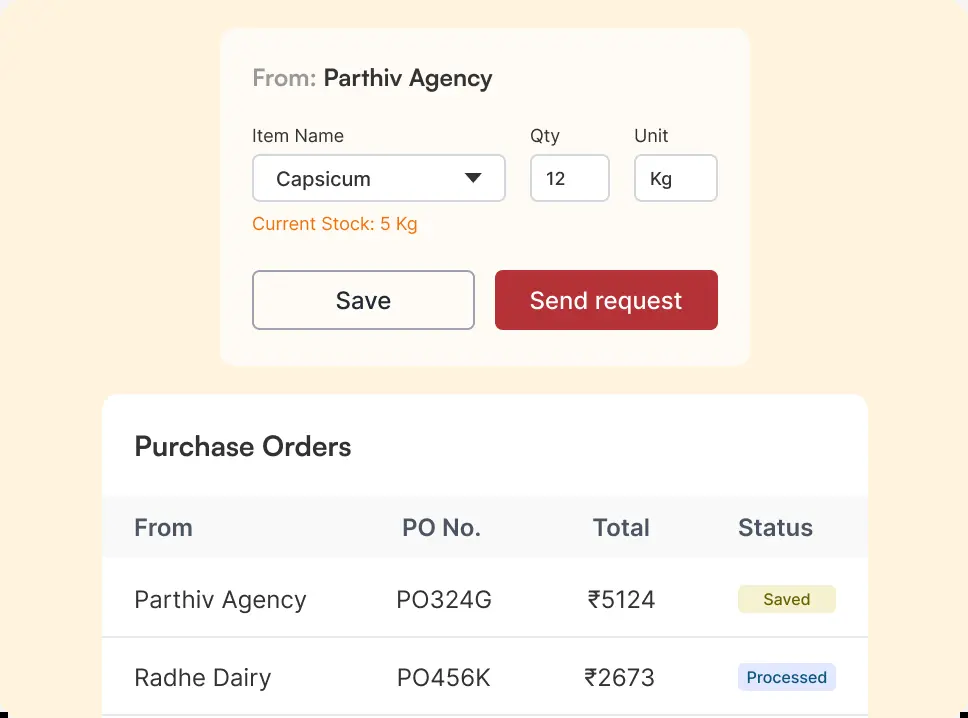 From: Parthiv Agency
Item Name Qty Unit
Capsicum 12 Kg
Current Stock: 5 Kg
Save Send request
Purchase Orders
From PO No. Total Status
Parthiv Agency PO324G ₹5124 Saved
Radhe Dairy PO456K ₹2673 Processed